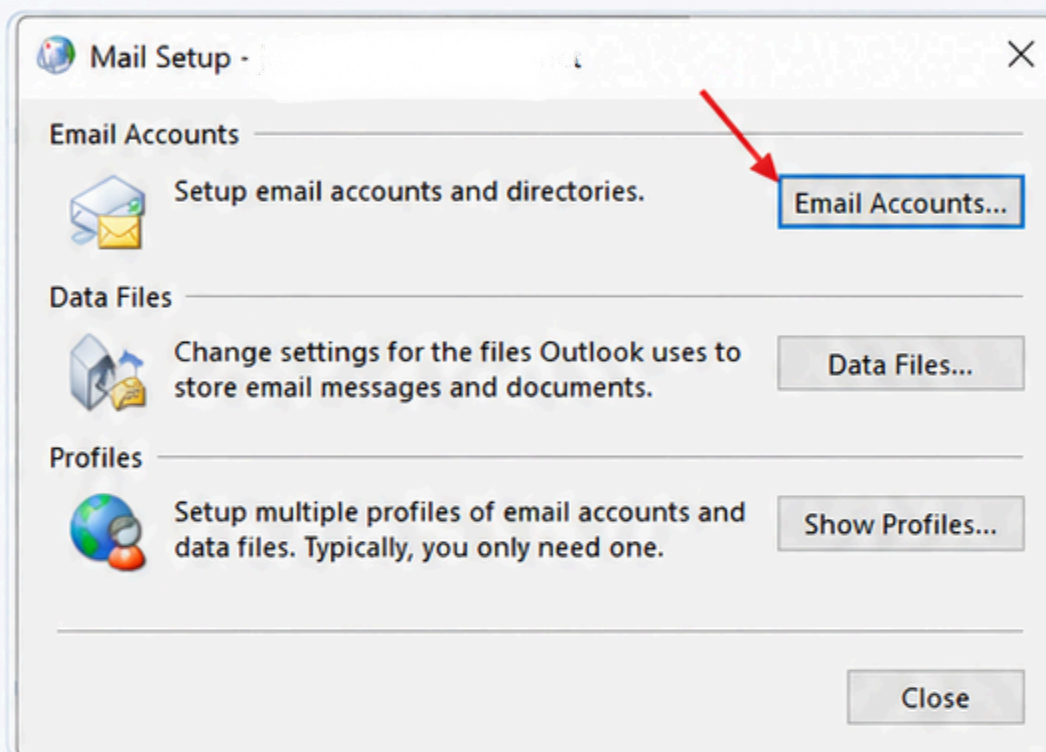 Mail Setup -
Email Accounts
Setup email accounts and directories.
Email Accounts...
Data Files
Change settings for the files Outlook uses to
store email messages and documents.
Data Files...
Profiles
Setup multiple profiles of email accounts and
data files. Typically, you only need one.
Show Profiles...
Close